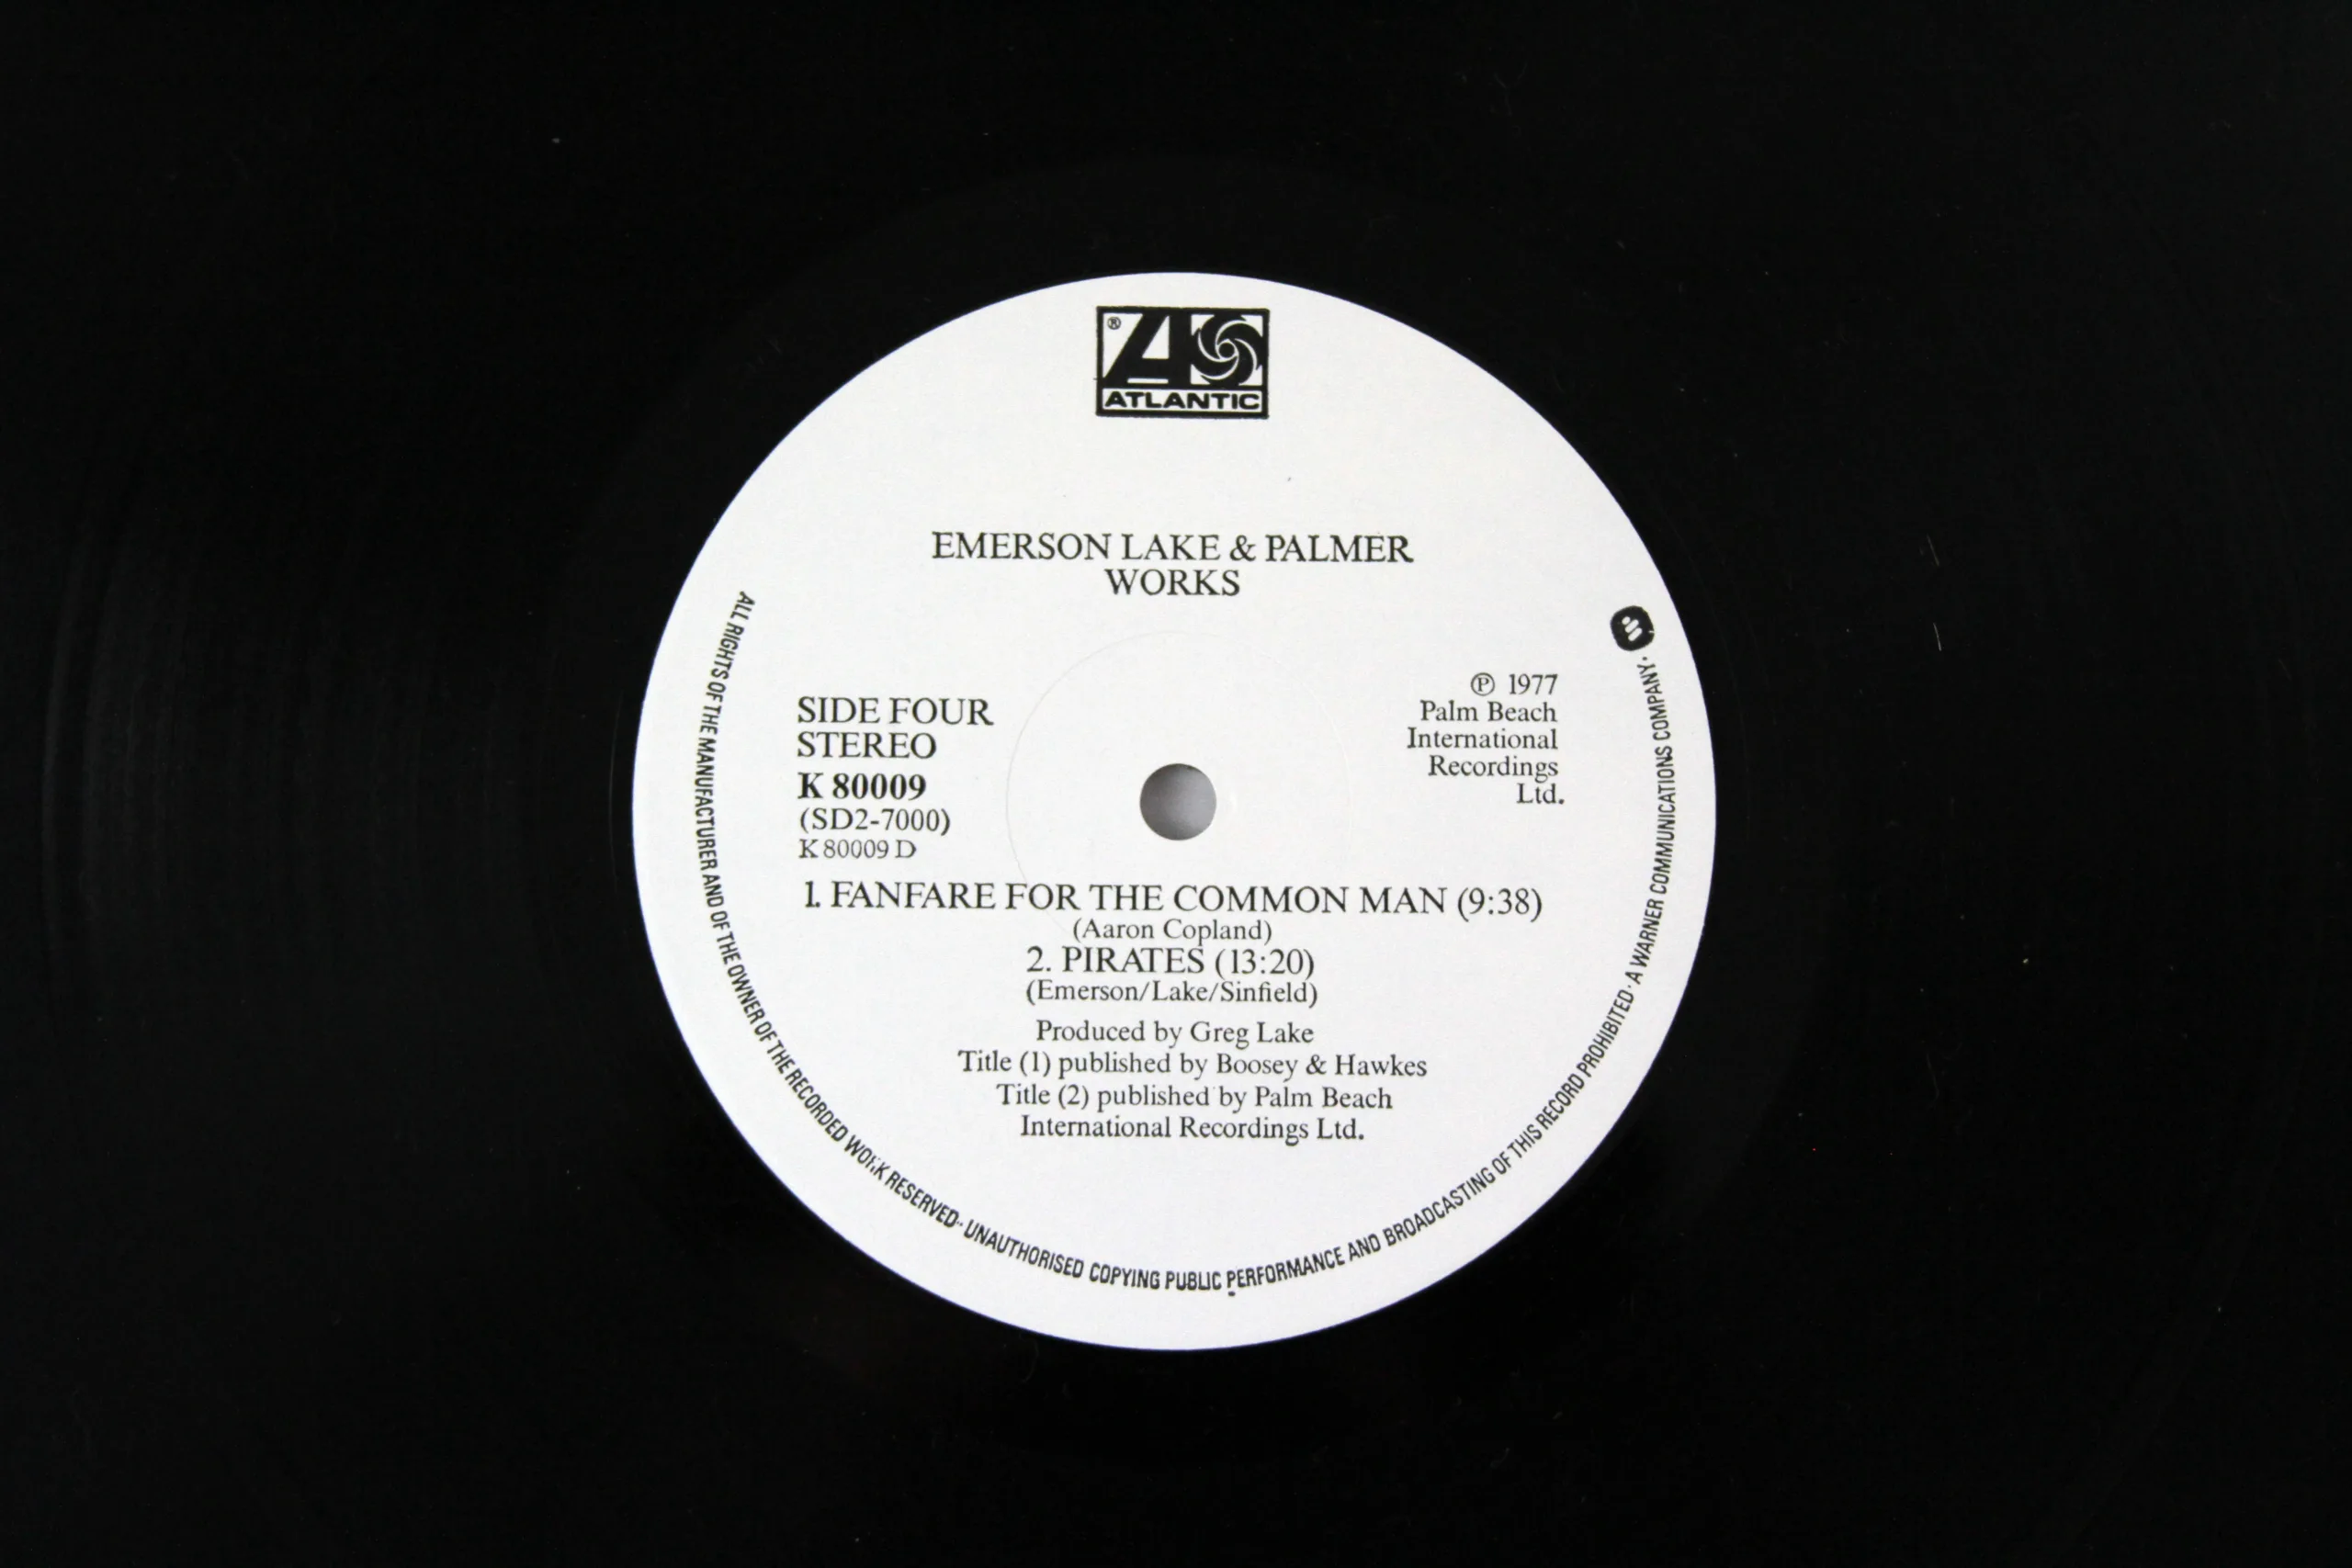 ®
ATLANTIC
EMERSON LAKE & PALMER
WORKS
SIDE FOUR
STEREO
K 80009
(SD2-7000)
K 80009 D
℗ 1977
Palm Beach
International
Recordings
Ltd.
1. FANFARE FOR THE COMMON MAN (9:38)
(Aaron Copland)
2. PIRATES (13:20)
(Emerson/Lake/Sinfield)
Produced by Greg Lake
Title (1) published by Boosey & Hawkes
Title (2) published by Palm Beach
International Recordings Ltd.
ALL RIGHTS OF THE MANUFACTURER AND OF THE OWNER OF THE RECORDED WORK RESERVED · UNAUTHORISED COPYING PUBLIC PERFORMANCE AND BROADCASTING OF THIS RECORD PROHIBITED · A WARNER COMMUNICATIONS COMPANY ·